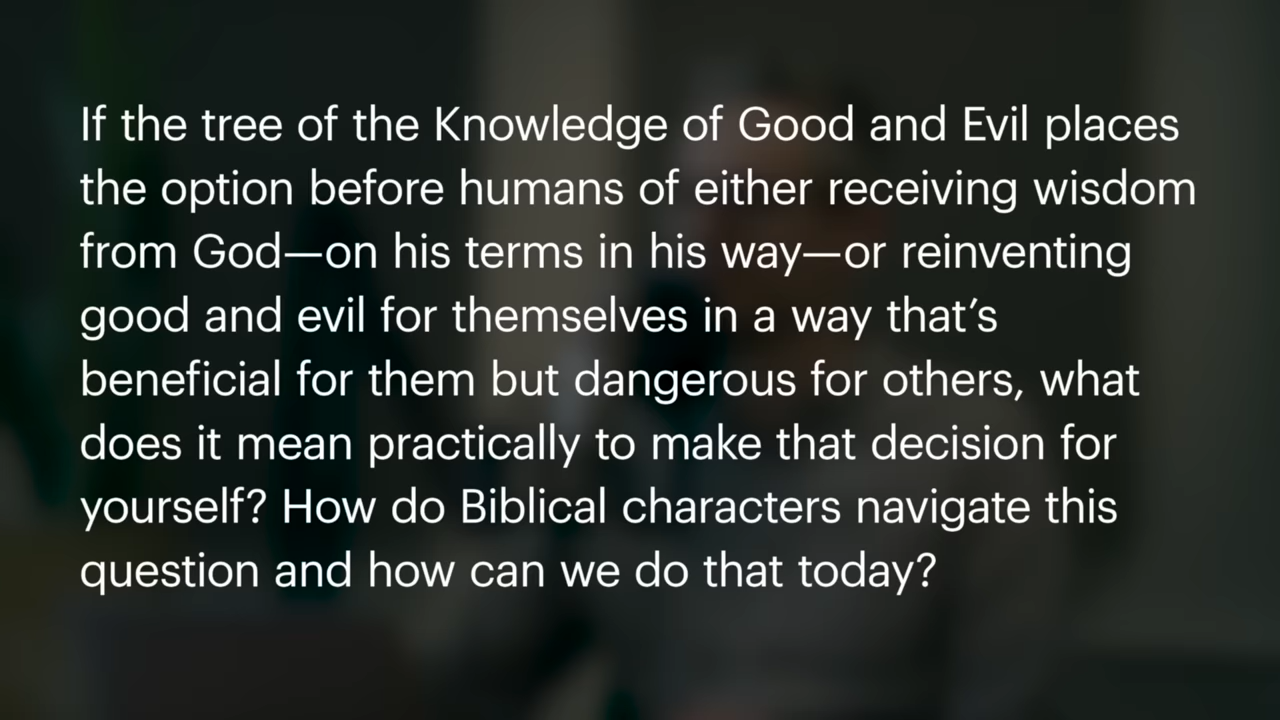 If the tree of the Knowledge of Good and Evil places
the option before humans of either receiving wisdom
from God—on his terms in his way—or reinventing
good and evil for themselves in a way that’s
beneficial for them but dangerous for others, what
does it mean practically to make that decision for
yourself? How do Biblical characters navigate this
question and how can we do that today?